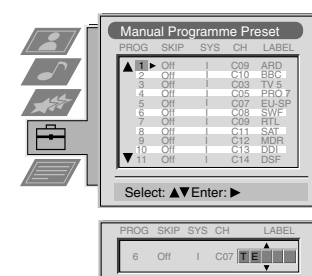 Manual Programme Preset
PROG SKIP SYS CH LABEL
1 Off I C09 ARD
2 Off I C10 BBC
3 Off I C03 TV 5
4 Off I C05 PRO 7
5 Off I C07 EU-SP
6 Off I C08 SWF
7 Off I C09 RTL
8 Off I C11 SAT
9 Off I C12 MDR
10 Off I C13 DDI
11 Off I C14 DSF
Select: ▲▼ Enter: ►
PROG SKIP SYS CH LABEL
6 Off I C07 T E